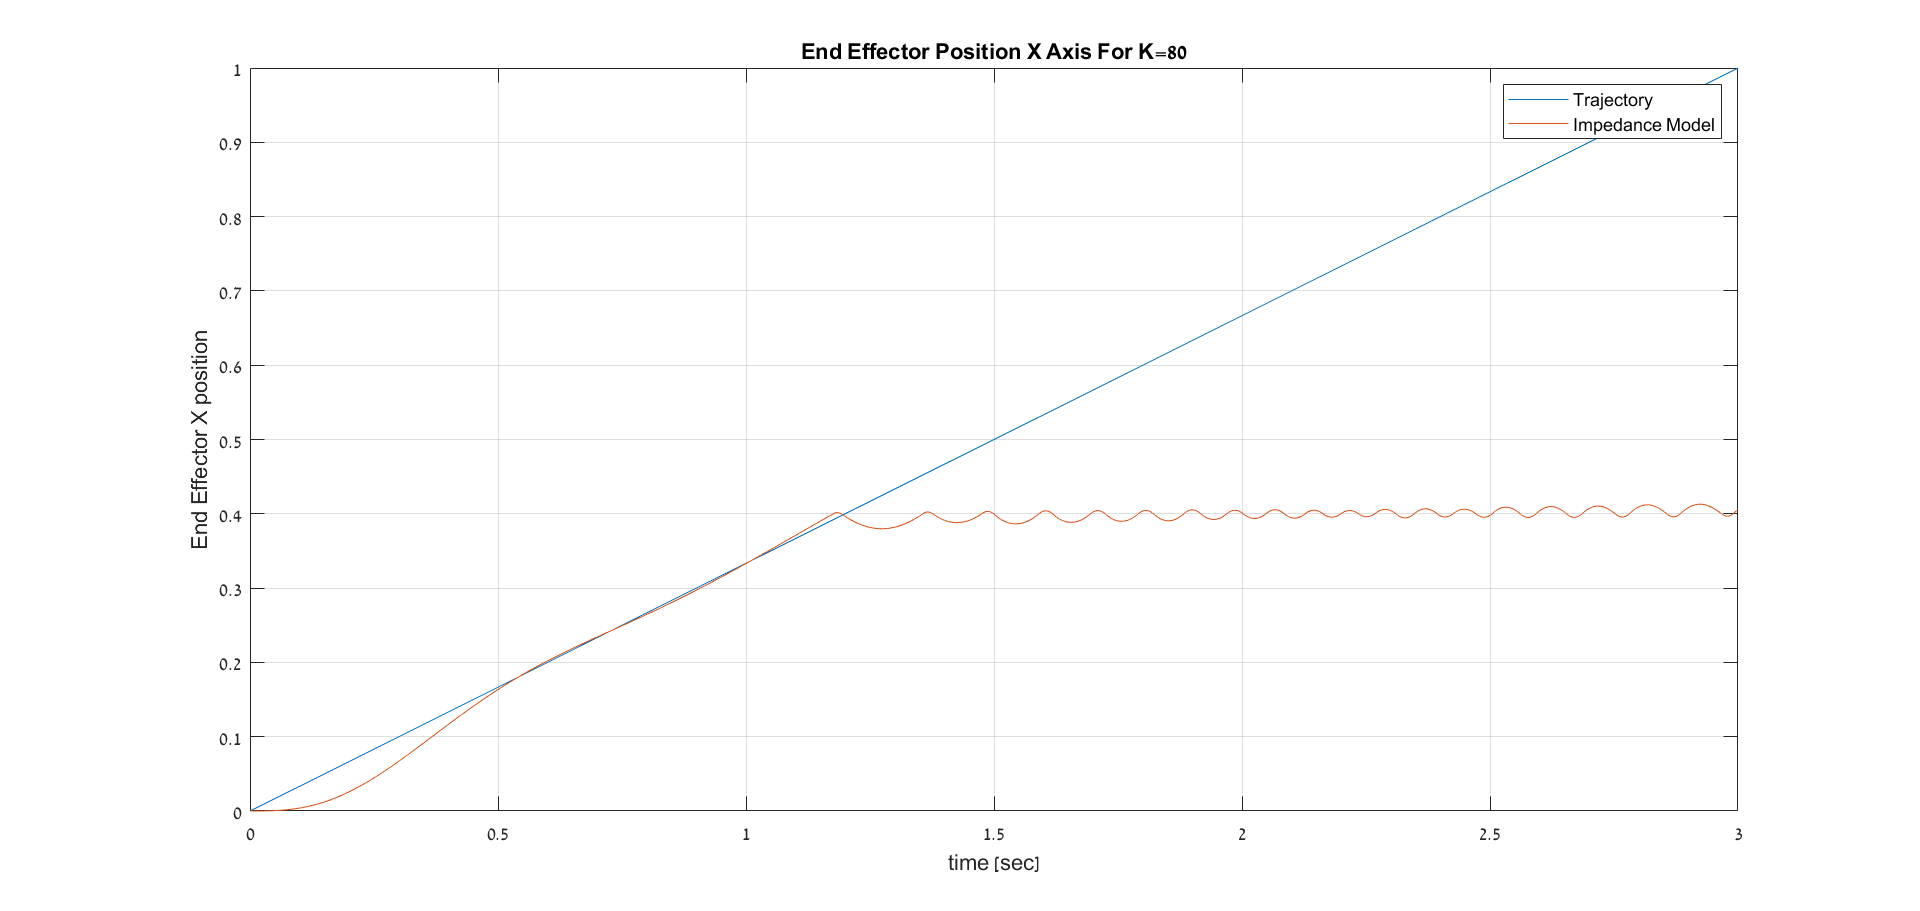 End Effector Position X Axis For K=80
1
0.9
0.8
0.7
0.6
0.5
0.4
0.3
0.2
0.1
0
End Effector X position
Trajectory
Impedance Model
0 0.5 1 1.5 2 2.5 3
time [sec]